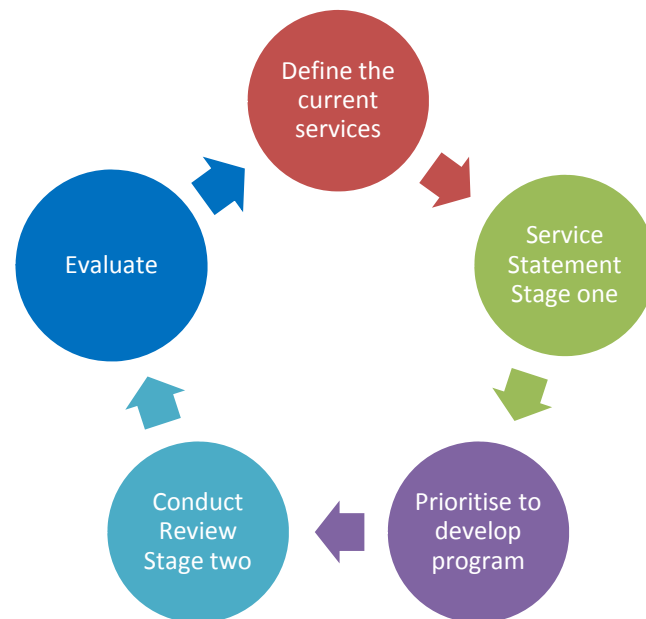 Define the
current
services
Service
Statement
Stage one
Prioritise to
develop
program
Conduct
Review
Stage two
Evaluate